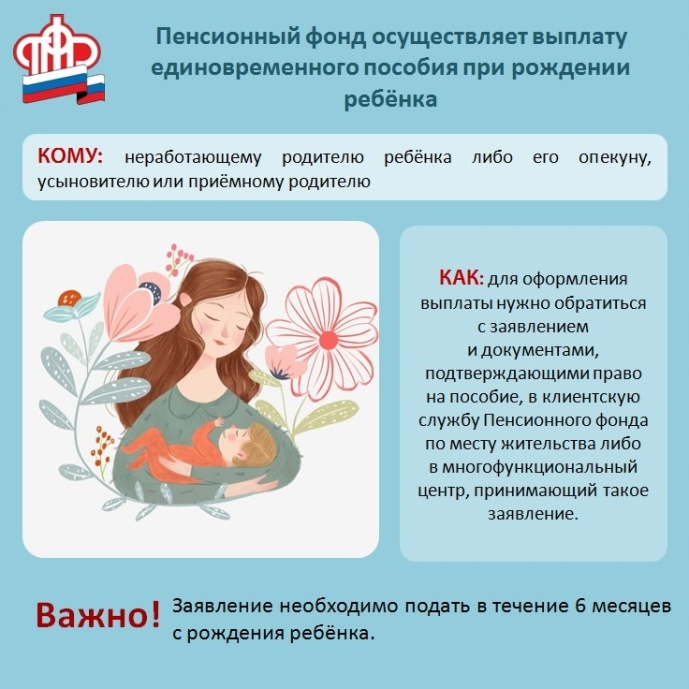 Пенсионный фонд осуществляет выплату
единовременного пособия при рождении
ребёнка
КОМУ: неработающему родителю ребёнка либо его опекуну,
усыновителю или приёмному родителю
КАК: для оформления
выплаты нужно обратиться
с заявлением
и документами,
подтверждающими право
на пособие, в клиентскую
службу Пенсионного фонда
по месту жительства либо
в многофункциональный
центр, принимающий такое
заявление.
Важно! Заявление необходимо подать в течение 6 месяцев
с рождения ребёнка.